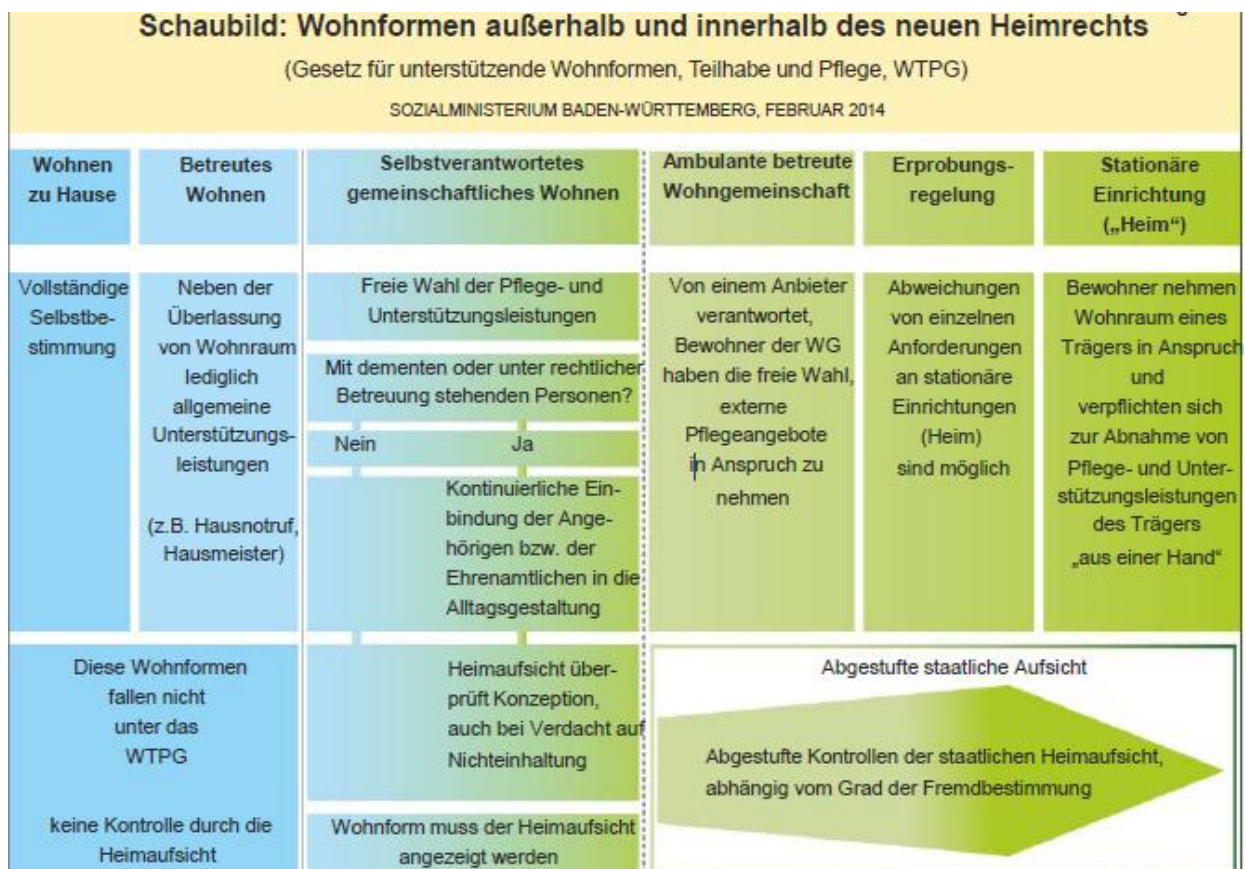 Schaubild: Wohnformen außerhalb und innerhalb des neuen Heimrechts
(Gesetz für unterstützende Wohnformen, Teilhabe und Pflege, WTPG)
SOZIALMINISTERIUM BADEN-WÜRTTEMBERG, FEBRUAR 2014
Wohnen
zu Hause
Betreutes
Wohnen
Selbstverantwortetes
gemeinschaftliches Wohnen
Ambulante betreute
Wohngemeinschaft
Erprobungs-
regelung
Stationäre
Einrichtung
(„Heim“)
Vollständige
Selbstbe-
stimmung
Neben der
Überlassung
von Wohnraum
lediglich
allgemeine
Unterstützungs-
leistungen
(z.B. Hausnotruf,
Hausmeister)
Freie Wahl der Pflege- und
Unterstützungsleistungen
Mit dementen oder unter rechtlicher
Betreuung stehenden Personen?
Nein Ja
Kontinuierliche Ein-
bindung der Ange-
hörigen bzw. der
Ehrenamtlichen in die
Alltagsgestaltung
Von einem Anbieter
verantwortet,
Bewohner der WG
haben die freie Wahl,
externe
Pflegeangebote
in Anspruch zu
nehmen
Abweichungen
von einzelnen
Anforderungen
an stationäre
Einrichtungen
(Heim)
sind möglich
Bewohner nehmen
Wohnraum eines
Trägers in Anspruch
und
verpflichten sich
zur Abnahme von
Pflege- und Unter-
stützungsleistungen
des Trägers
„aus einer Hand“
Diese Wohnformen
fallen nicht
unter das
WTPG
keine Kontrolle durch die
Heimaufsicht
Heimaufsicht über-
prüft Konzeption,
auch bei Verdacht auf
Nichteinhaltung
Wohnform muss der Heimaufsicht
angezeigt werden
Abgestufte staatliche Aufsicht
Abgestufte Kontrollen der staatlichen Heimaufsicht,
abhängig vom Grad der Fremdbestimmung